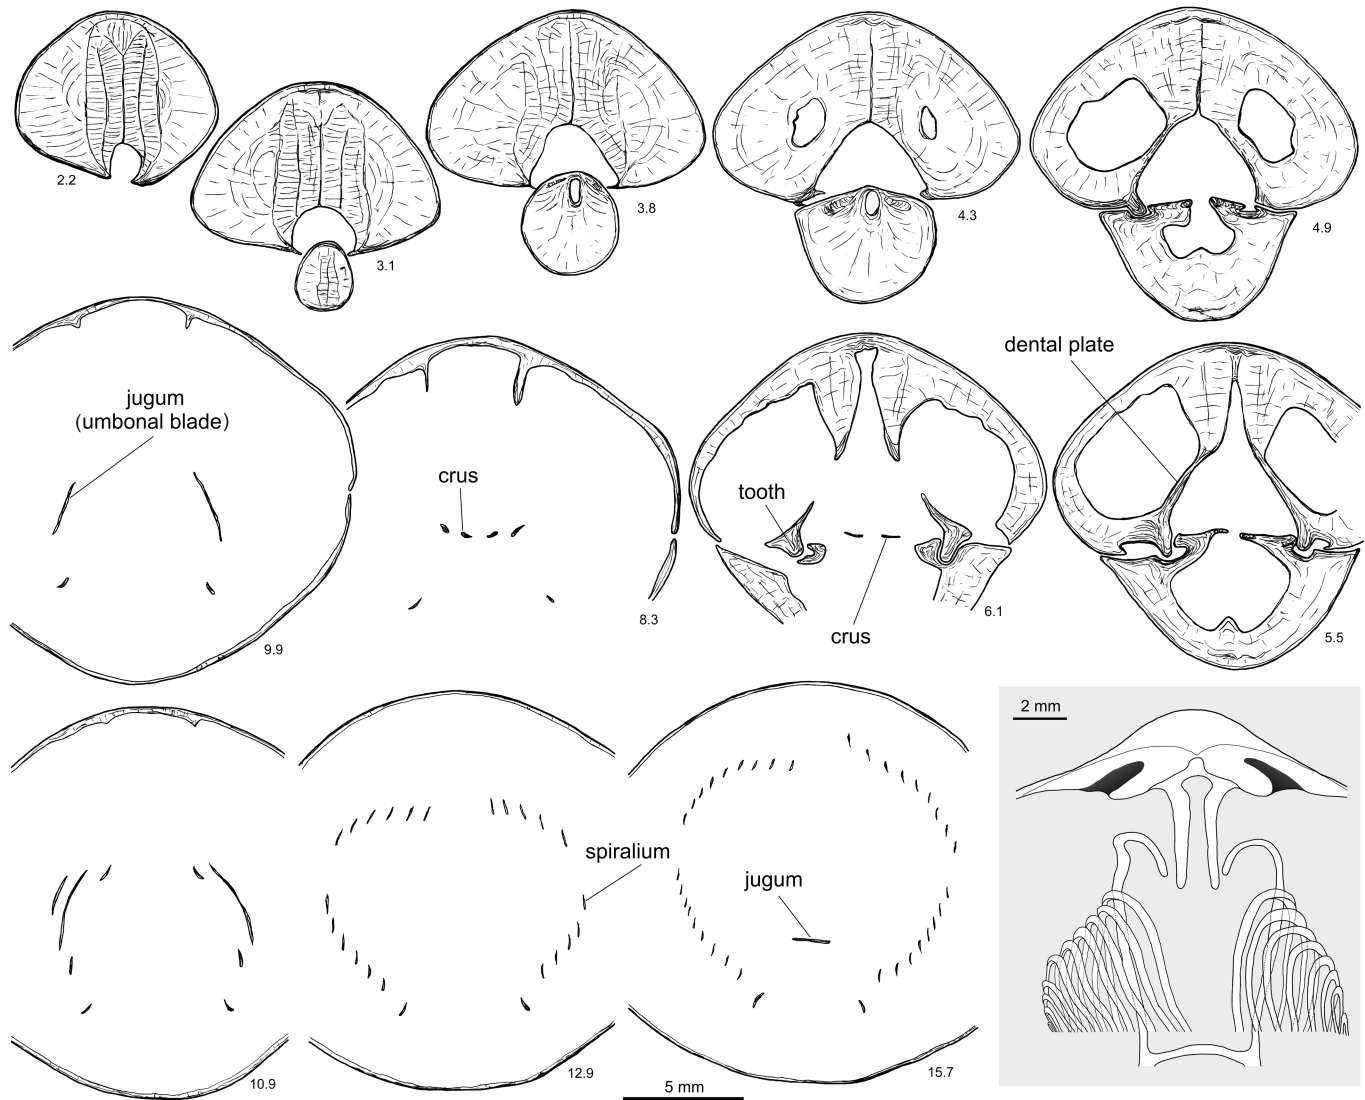 2.2
3.1
3.8
4.3
4.9
jugum
(umbonal blade)
9.9
crus
8.3
tooth
crus
6.1
dental plate
5.5
10.9
spiralium
12.9
jugum
15.7
5 mm
2 mm